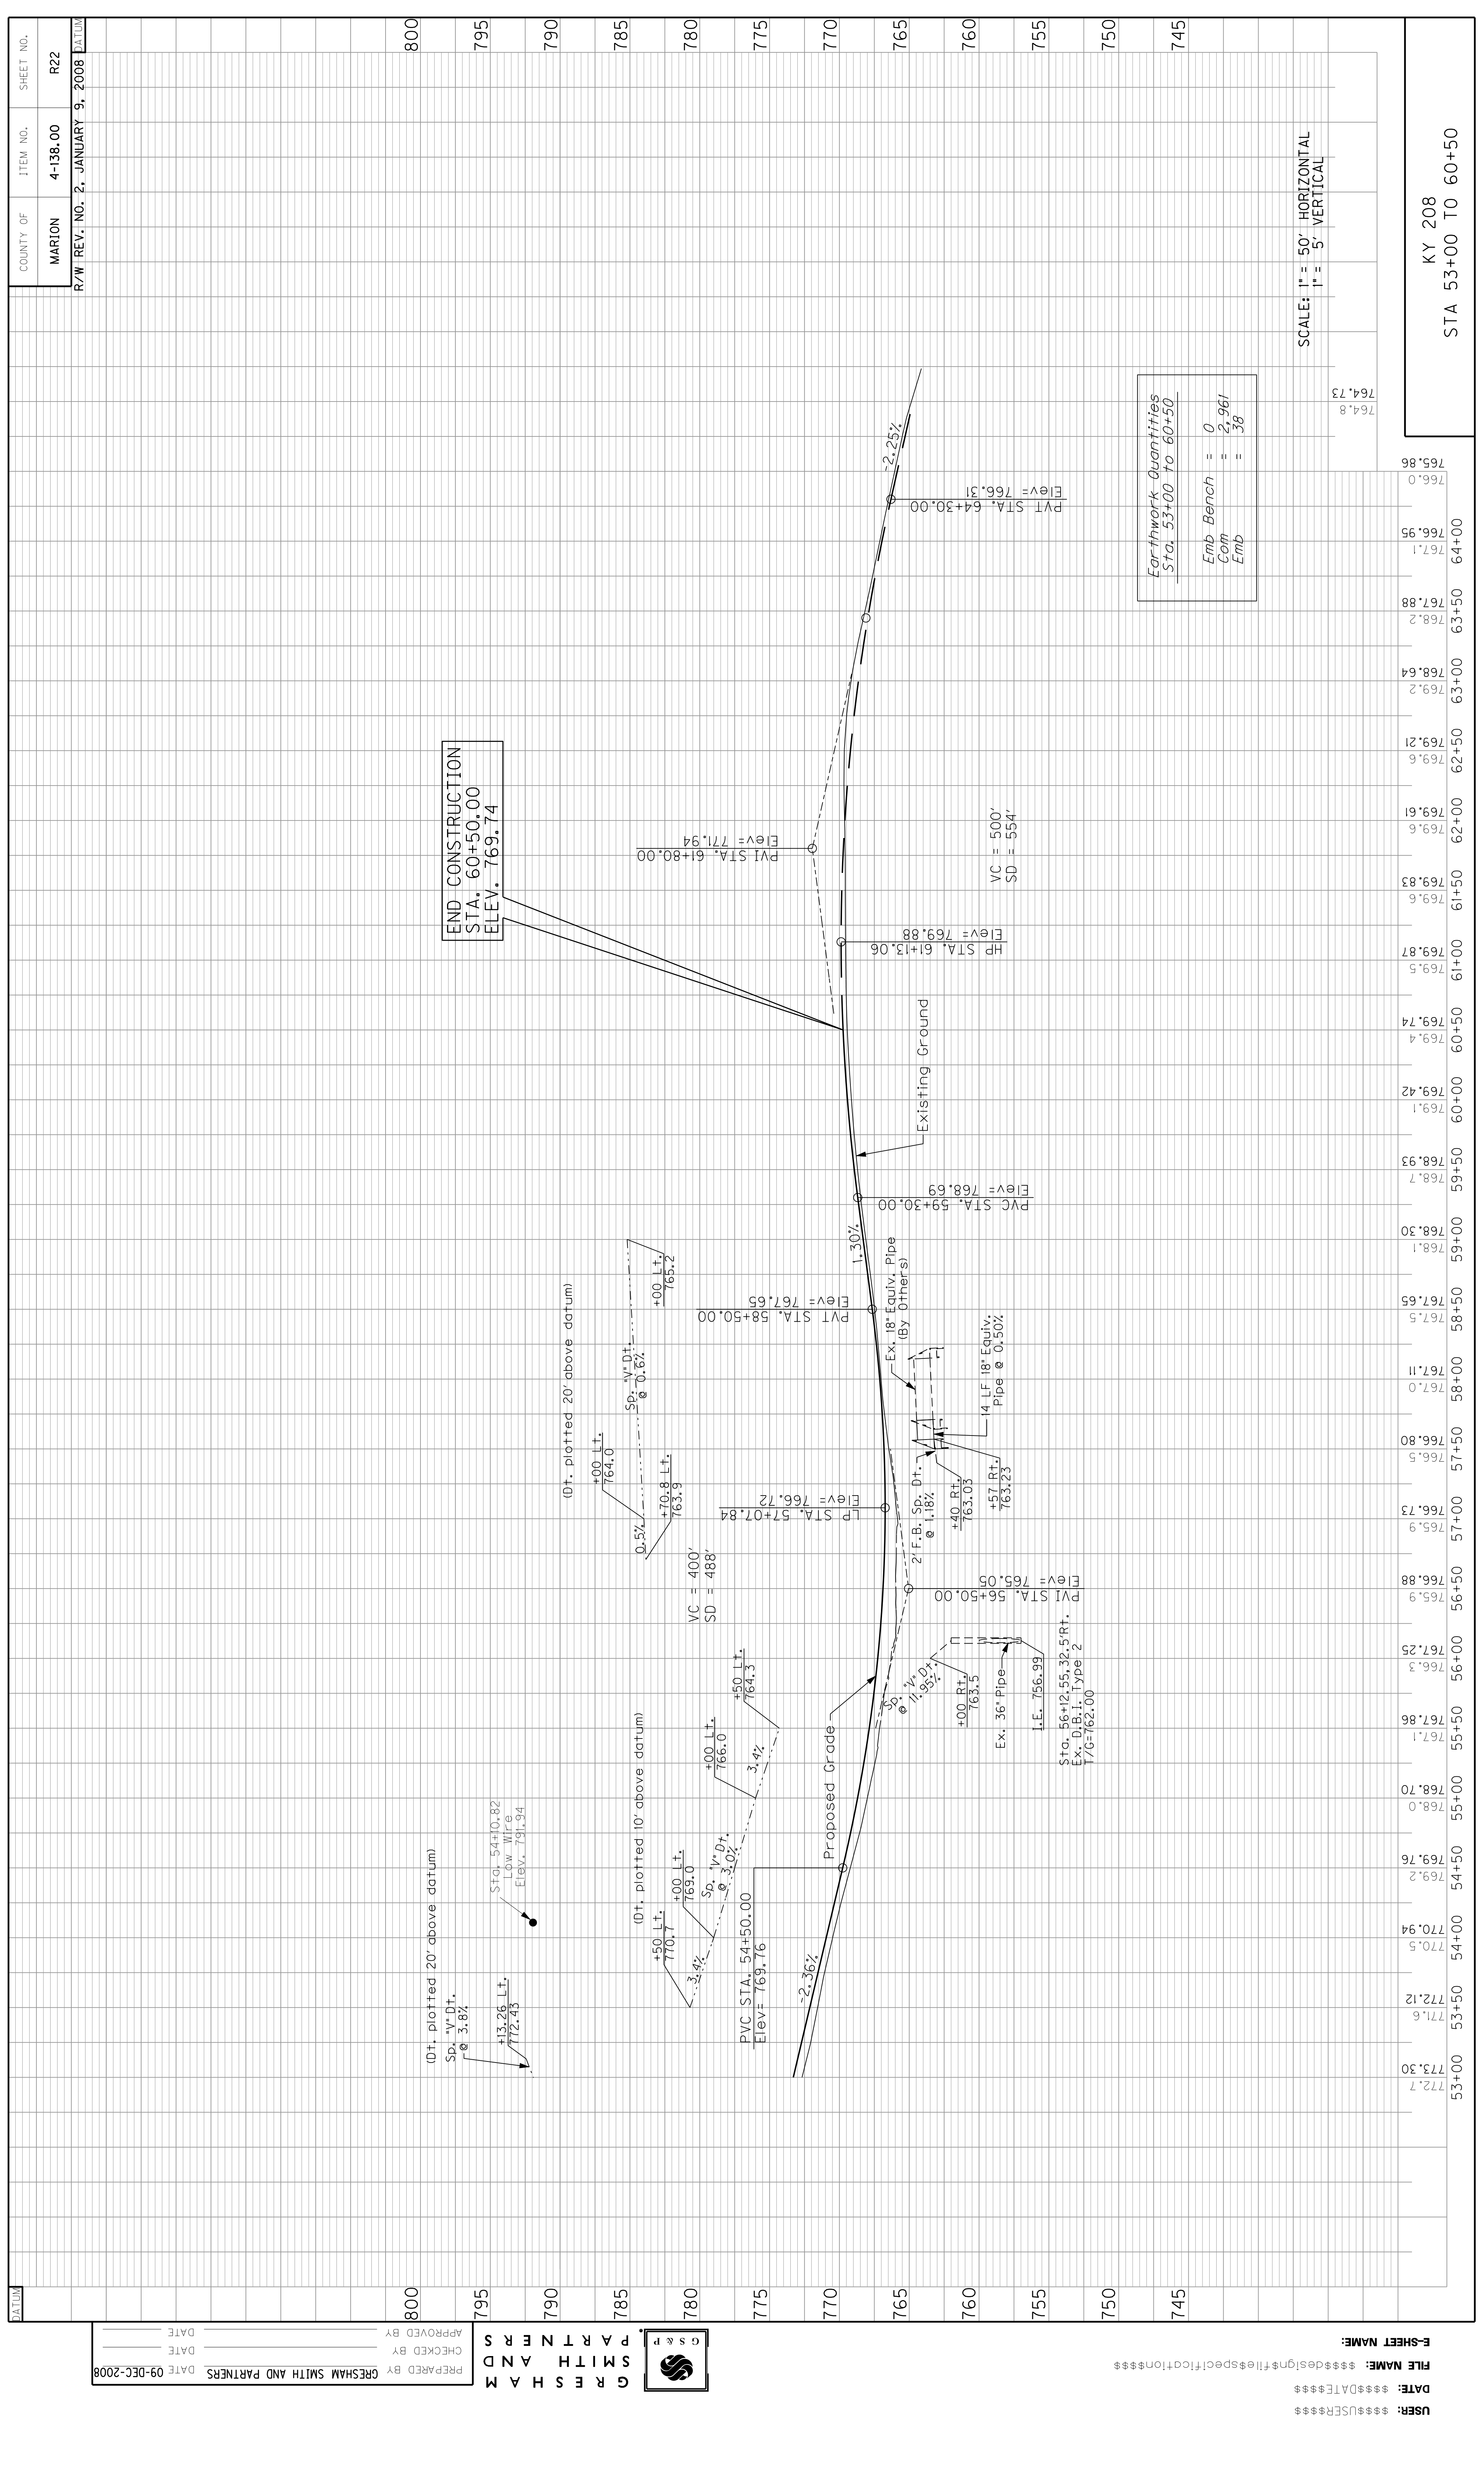 COUNTY OF
ITEM NO.
SHEET NO.
MARION
4-138.00
R22
R/W REV. NO. 2, JANUARY 9, 2008
DATUM
DATUM
800
795
790
785
780
775
770
765
760
755
750
745
800
795
790
785
780
775
770
765
760
755
750
745
(Dt. plotted 20' above datum)
Sp. "V" Dt.
@ 3.8%
+13.26 Lt.
772.43
Sta. 54+10.82
Low Wire
Elev. 791.94
(Dt. plotted 10' above datum)
+50 Lt.
770.7
3.4%
+00 Lt.
769.0
Sp. "V" Dt.
@ 3.0%
+00 Lt.
766.0
3.4%
+50 Lt.
764.3
PVC STA. 54+50.00
Elev= 769.76
-2.36%
Proposed Grade
VC = 400'
SD = 488'
(Dt. plotted 20' above datum)
0.5%
+70.8 Lt.
763.9
+00 Lt.
764.0
Sp. "V" Dt.
@ 0.6%
+00 Lt.
765.2
LP STA. 57+07.84
Elev= 766.72
PVT STA. 58+50.00
Elev= 767.65
1.30%
PVI STA. 56+50.00
Elev= 765.05
Sp. "V" Dt.
@ 11.95%
+00 Rt.
763.5
Ex. 36" Pipe
I.E. 756.99
Sta. 56+12.55, 32.5' Rt.
Ex. D.B.I. Type 2
T/G=762.00
2' F.B. Sp. Dt.
@ 1.18%
+40 Rt.
763.03
+57 Rt.
763.23
14 LF 18" Equiv.
Pipe @ 0.50%
Ex. 18" Equiv. Pipe
(By Others)
PVC STA. 59+30.00
Elev= 768.69
Existing Ground
END CONSTRUCTION
STA. 60+50.00
ELEV. 769.74
HP STA. 61+13.06
Elev= 769.88
PVI STA. 61+80.00
Elev= 771.94
VC = 500'
SD = 554'
PVT STA. 64+30.00
Elev= 766.31
-2.25%
Earthwork Quantities
Sta. 53+00 to 60+50
Emb Bench = 0
Com = 2,961
Emb = 38
SCALE: 1" = 50' HORIZONTAL
1" = 5' VERTICAL
772.7 773.30
53+00
771.6 772.12
53+50
770.5 770.94
54+00
769.2 769.76
54+50
768.0 768.70
55+00
767.1 767.86
55+50
766.3 767.25
56+00
765.9 766.88
56+50
765.9 766.73
57+00
766.5 766.80
57+50
767.0 767.11
58+00
767.5 767.65
58+50
768.1 768.30
59+00
768.7 768.93
59+50
769.1 769.42
60+00
769.4 769.74
60+50
769.5 769.87
61+00
769.6 769.83
61+50
769.6 769.61
62+00
769.6 769.21
62+50
769.2 768.64
63+00
768.2 767.88
63+50
767.1 766.95
64+00
766.0 765.86
764.8 764.73
KY 208
STA 53+00 TO 60+50
PREPARED BY GRESHAM SMITH AND PARTNERS DATE 09-DEC-2008
CHECKED BY DATE
APPROVED BY DATE
GRESHAM
SMITH AND
PARTNERS
GS&P
USER: $$$$USER$$$$
DATE: $$$$DATE$$$$
FILE NAME: $$$$design$file$specification$$$$
E-SHEET NAME: